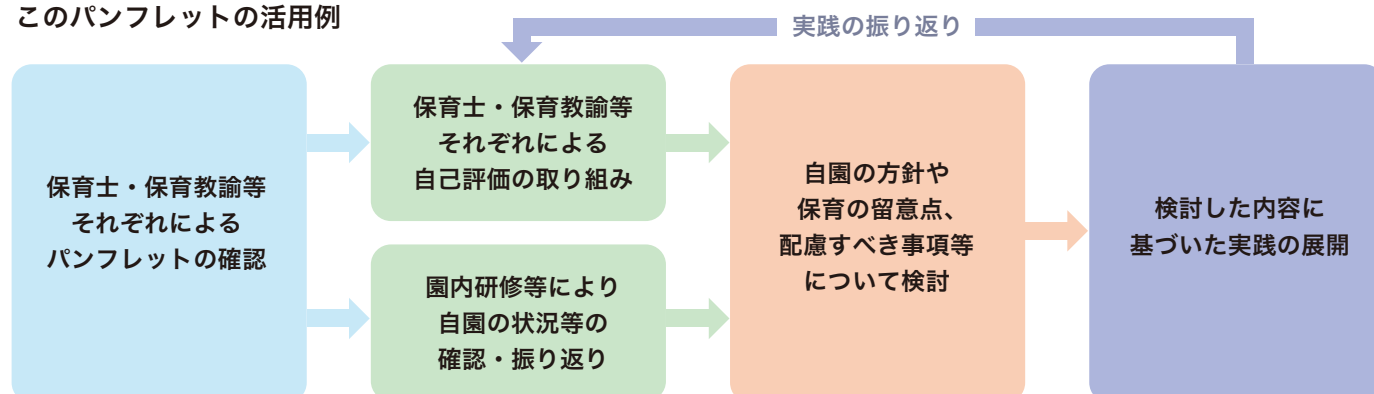 このパンフレットの活用例
実践の振り返り
保育士・保育教諭等
それぞれによる
パンフレットの確認
保育士・保育教諭等
それぞれによる
自己評価の取り組み
園内研修等により
自園の状況等の
確認・振り返り
自園の方針や
保育の留意点、
配慮すべき事項等
について検討
検討した内容に
基づいた実践の展開